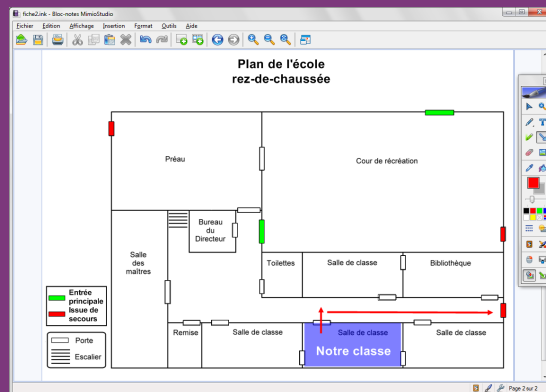 fiche2.ink - Bloc-notes MimioStudio
Fichier Edition Affichage Insertion Format Outils Aide
Plan de l'école
rez-de-chaussée
Préau
Cour de récréation
Bureau
du
Directeur
Salle
des
maîtres
Toilettes
Salle de classe
Bibliothèque
Entrée
principale
Issue de
secours
Porte
Escalier
Remise
Salle de classe
Salle de classe
Notre classe
Salle de classe
Page 2 sur 2